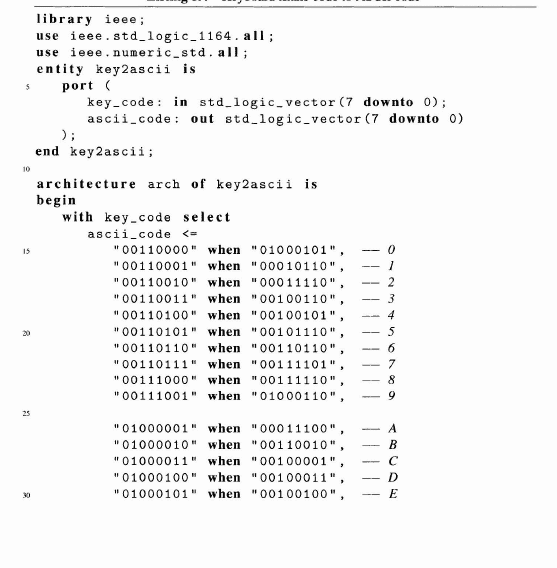 library ieee;
use ieee.std_logic_1164.all;
use ieee.numeric_std.all;
entity key2ascii is
5    port (
      key_code: in std_logic_vector(7 downto 0);
      ascii_code: out std_logic_vector(7 downto 0)
   );
end key2ascii;
10
architecture arch of key2ascii is
begin
   with key_code select
      ascii_code <=
15         "00110000" when "01000101", -- 0
         "00110001" when "00010110", -- 1
         "00110010" when "00011110", -- 2
         "00110011" when "00100110", -- 3
         "00110100" when "00100101", -- 4
20         "00110101" when "00101110", -- 5
         "00110110" when "00110110", -- 6
         "00110111" when "00111101", -- 7
         "00111000" when "00111110", -- 8
         "00111001" when "01000110", -- 9
25
         "01000001" when "00011100", -- A
         "01000010" when "00110010", -- B
         "01000011" when "00100001", -- C
         "01000100" when "00100011", -- D
30         "01000101" when "00100100", -- E